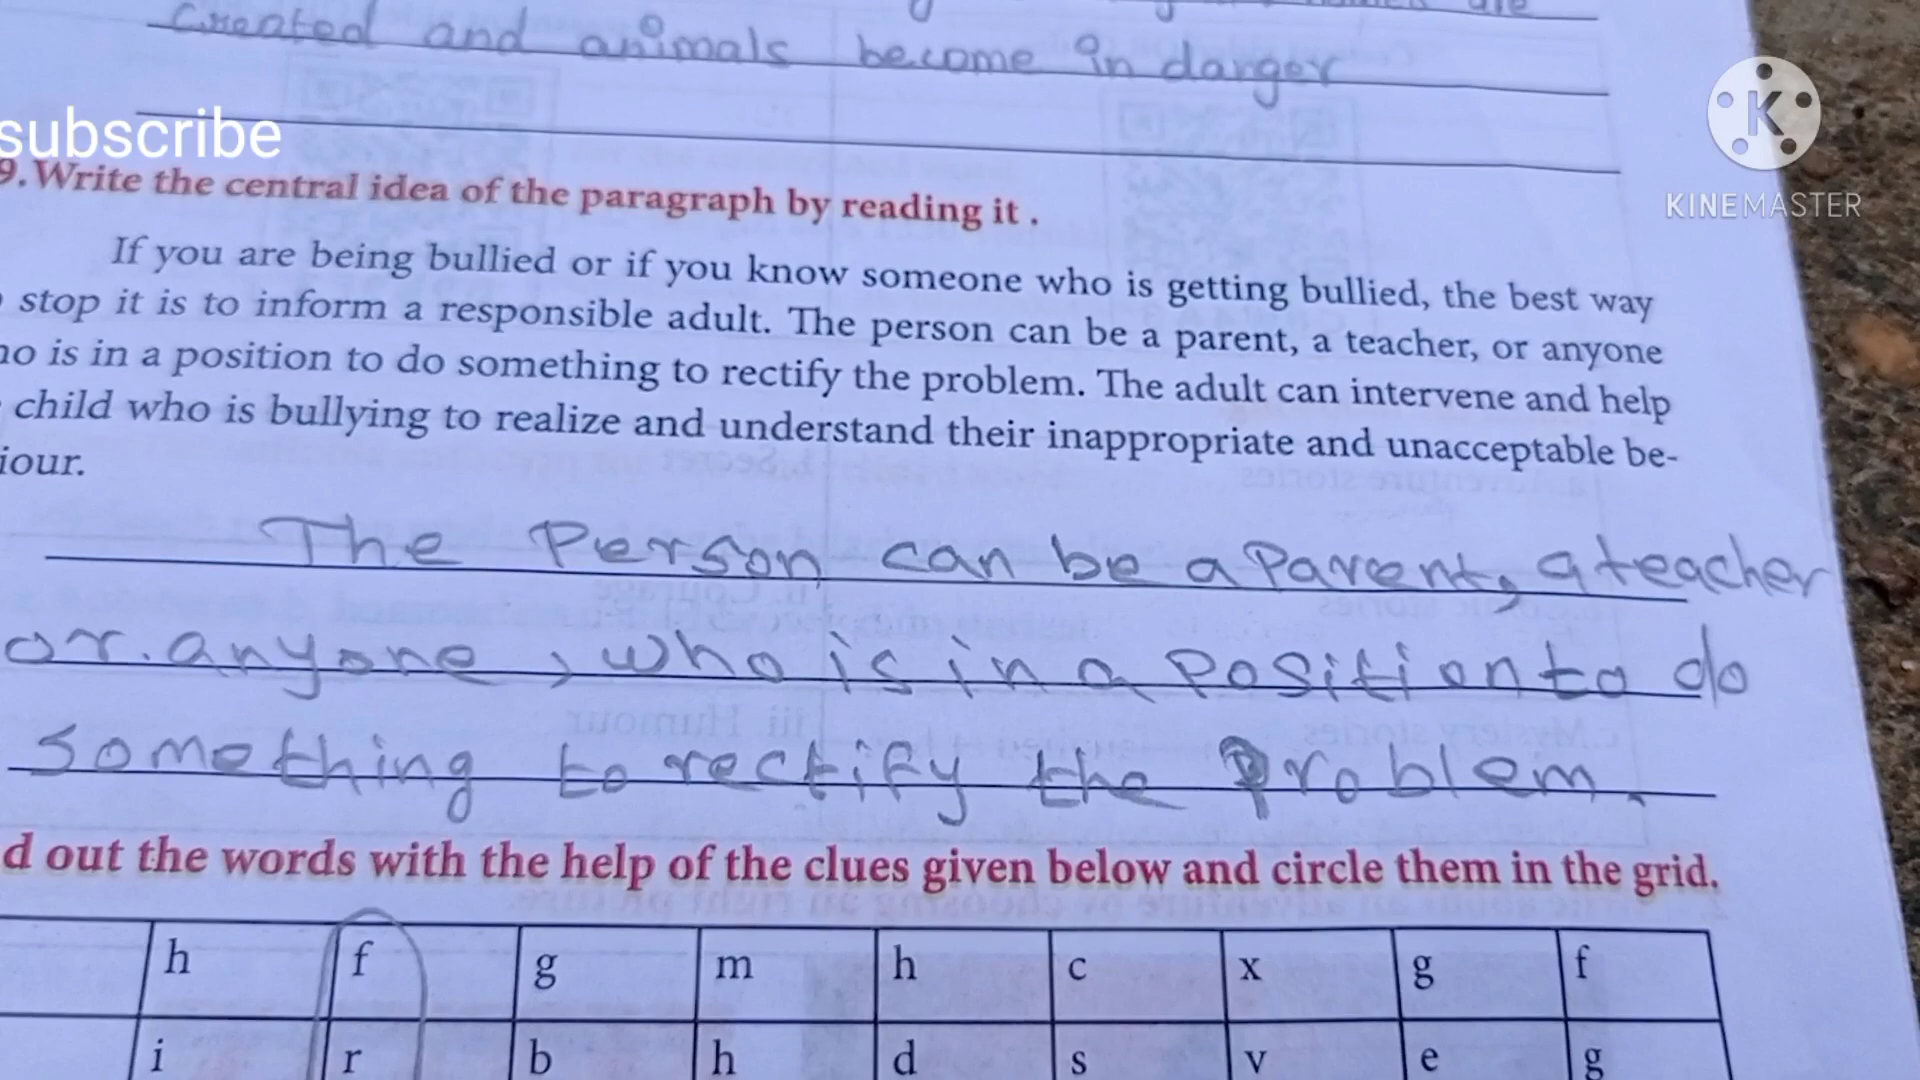 created and animals become in danger
subscribe
K
KINEMASTER
9. Write the central idea of the paragraph by reading it .
If you are being bullied or if you know someone who is getting bullied, the best way
stop it is to inform a responsible adult. The person can be a parent, a teacher, or anyone
is in a position to do something to rectify the problem. The adult can intervene and help
child who is bullying to realize and understand their inappropriate and unacceptable be-
iour.
The Person can be a Parent, a teacher
or. anyone, who is in a position to do
something to rectify the Problem.
d out the words with the help of the clues given below and circle them in the grid.
h f g m h c x g f
i r b h d s v e g